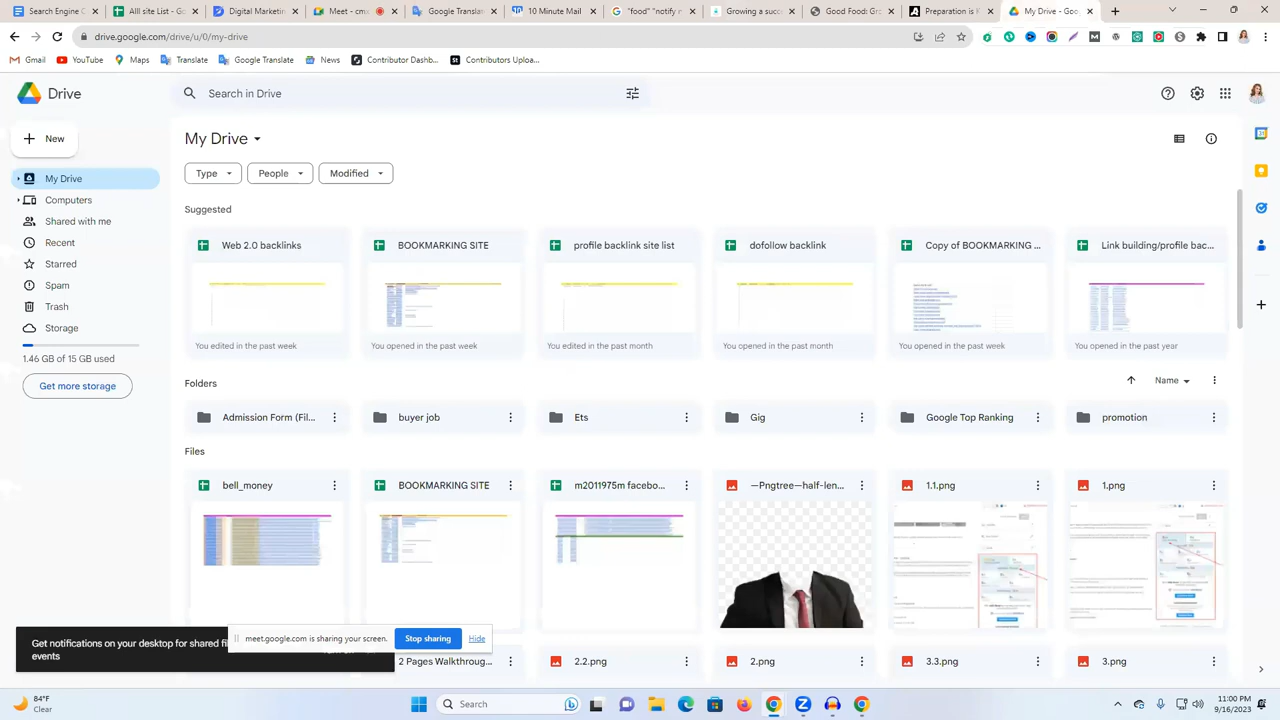 Search Engine C
All site List - Go
Digital Marketin
Meet - cm
Google Translat
10 Minute Mail
"food" "notify m
Growing a succ
Good Food: Gro
Preparation is k
My Drive - Goo
drive.google.com/drive/u/0/my-drive
Gmail
YouTube
Maps
Translate
Google Translate
News
Contributor Dashb...
Contributors Uploa...
Drive
Search in Drive
New
My Drive
Type
People
Modified
My Drive
Computers
Shared with me
Recent
Starred
Spam
Trash
Storage
1.46 GB of 15 GB used
Get more storage
Suggested
Web 2.0 backlinks
BOOKMARKING SITE
profile backlink site list
dofollow backlink
Copy of BOOKMARKING ...
Link building/profile bac...
You edited in the past week
You edited in the past week
You edited in the past month
You opened in the past month
You opened in the past week
You opened in the past year
Folders
Name
Admission Form (Fil...
buyer job
Ets
Gig
Google Top Ranking
promotion
Files
bell_money
BOOKMARKING SITE
m2011975m facebo...
—Pngtree—half-len...
1.1.png
1.png
Get notifications on your desktop for shared
events
meet.google.com is sharing your screen.
Stop sharing
Hide
2 Pages Walkthroug...
2.2.png
2.png
3.3.png
3.png
84°F
Clear
Search
11:00 PM
9/16/2023